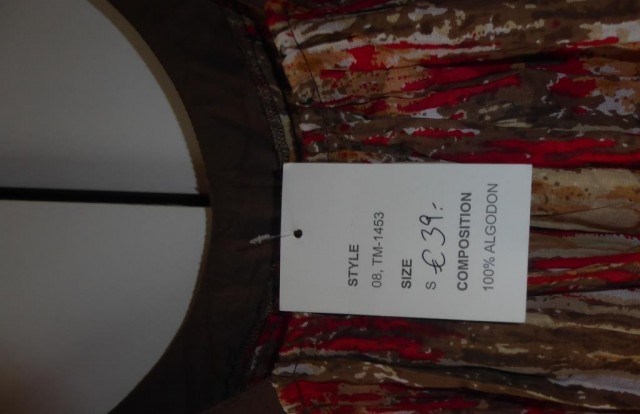 STYLE
08, TM-1453
SIZE
S € 39.-
COMPOSITION
100% ALGODON